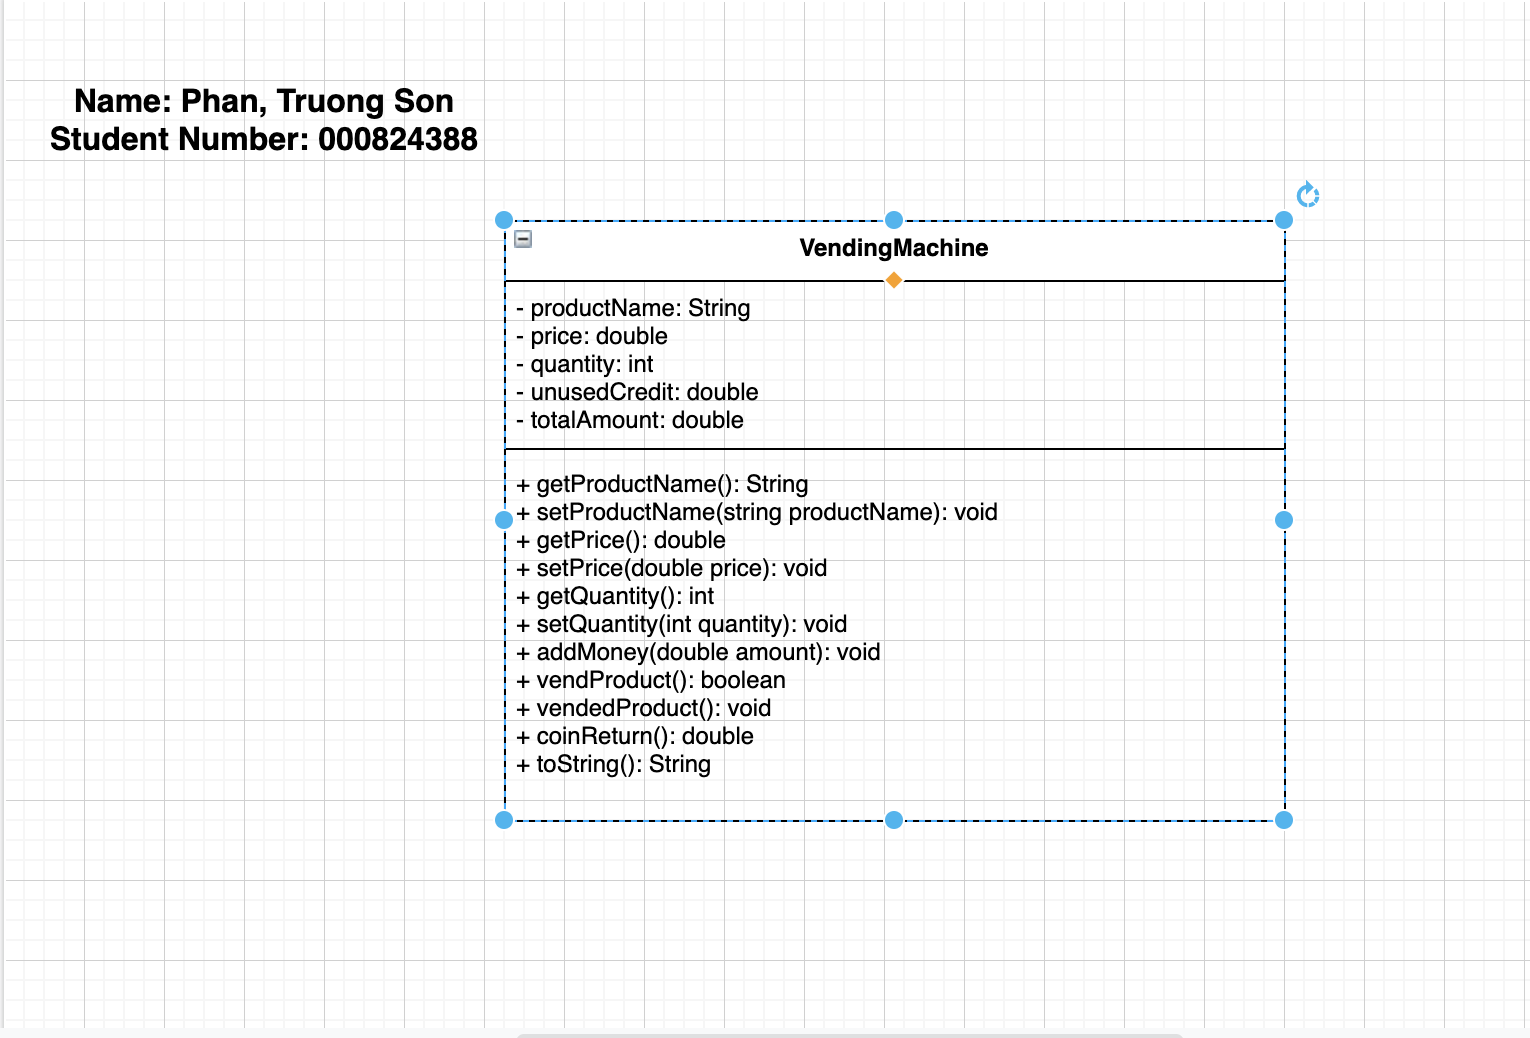 Name: Phan, Truong Son
Student Number: 000824388
VendingMachine
- productName: String
- price: double
- quantity: int
- unusedCredit: double
- totalAmount: double
+ getProductName(): String
+ setProductName(string productName): void
+ getPrice(): double
+ setPrice(double price): void
+ getQuantity(): int
+ setQuantity(int quantity): void
+ addMoney(double amount): void
+ vendProduct(): boolean
+ vendedProduct(): void
+ coinReturn(): double
+ toString(): String